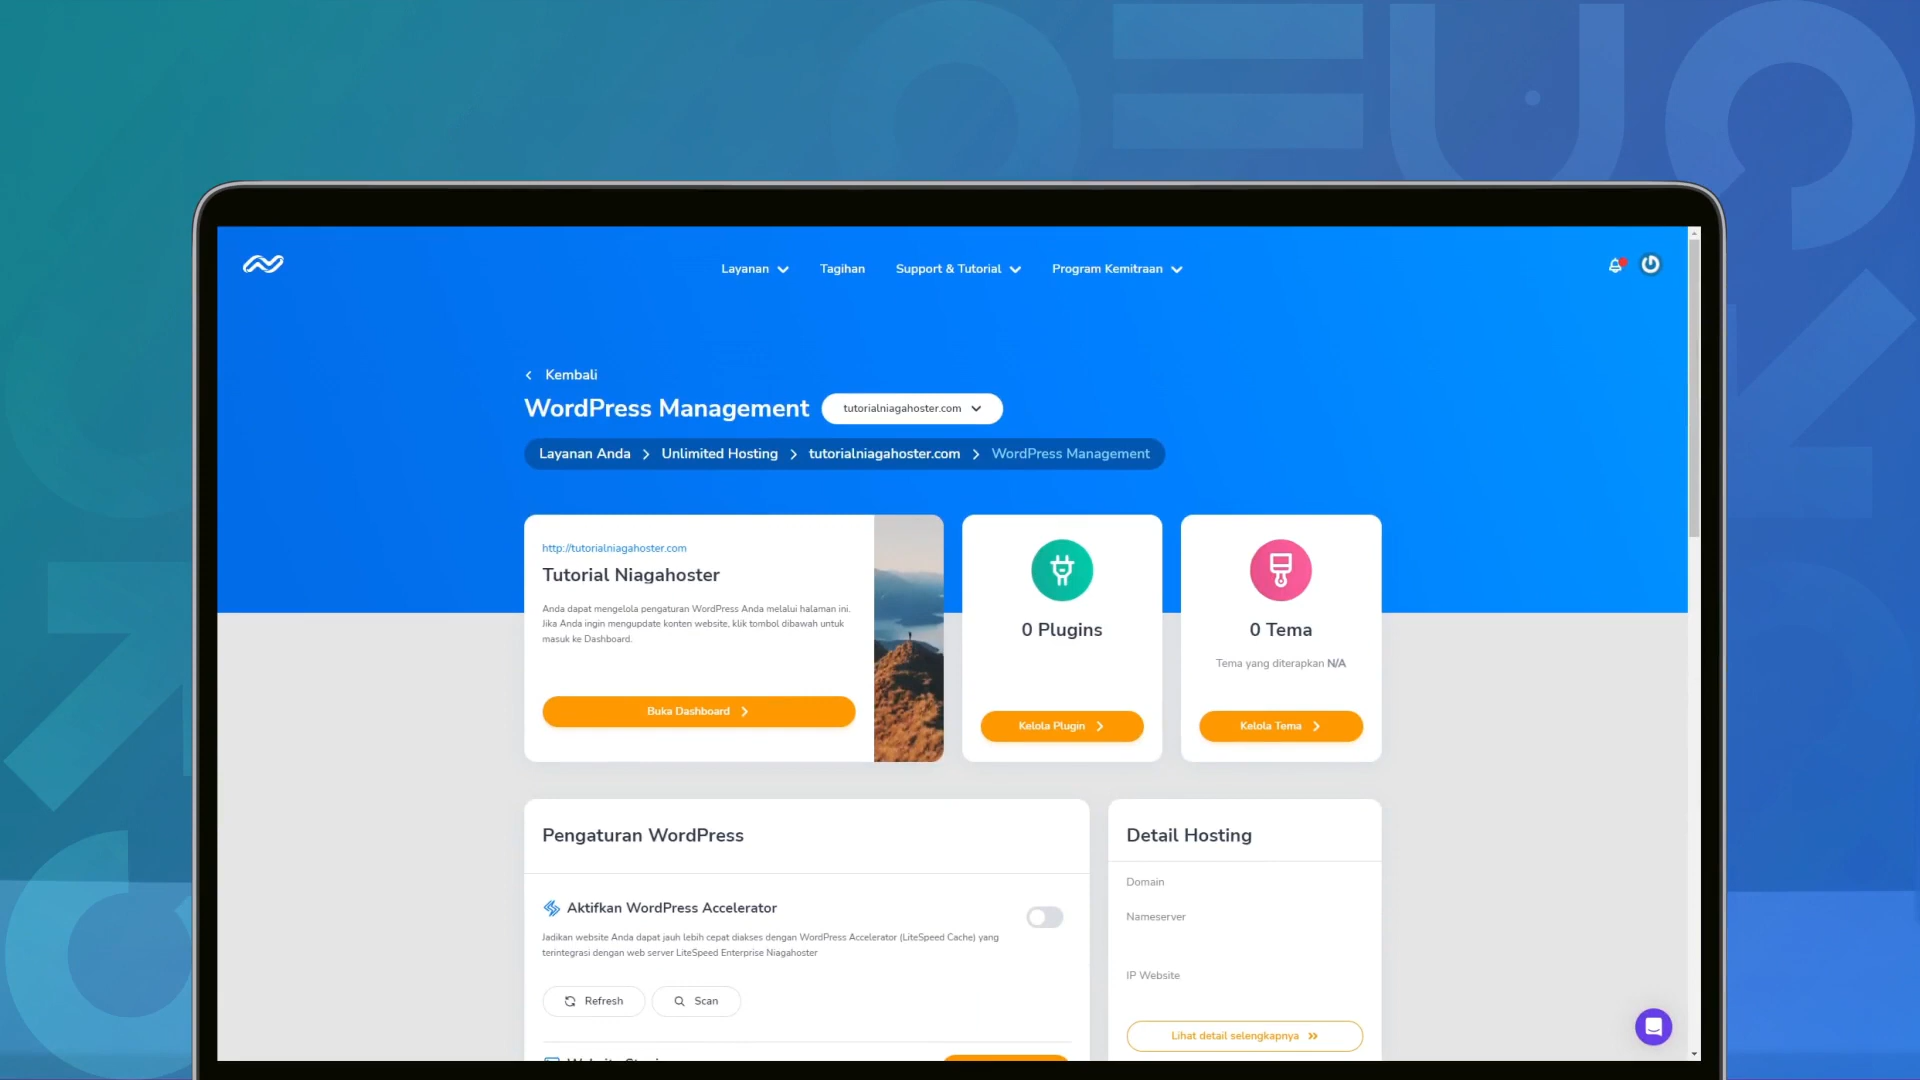 Layanan
Tagihan
Support & Tutorial
Program Kemitraan
Kembali
WordPress Management
tutorialniagahoster.com
Layanan Anda
Unlimited Hosting
tutorialniagahoster.com
WordPress Management
http://tutorialniagahoster.com
Tutorial Niagahoster
Anda dapat mengelola pengaturan WordPress Anda melalui halaman ini.
Jika Anda ingin mengupdate konten website, klik tombol dibawah untuk
masuk ke Dashboard.
Buka Dashboard
0 Plugins
Kelola Plugin
0 Tema
Tema yang diterapkan N/A
Kelola Tema
Pengaturan WordPress
Aktifkan WordPress Accelerator
Jadikan website Anda dapat jauh lebih cepat diakses dengan WordPress Accelerator (LiteSpeed Cache) yang
terintegrasi dengan web server LiteSpeed Enterprise Niagahoster
Refresh
Scan
Detail Hosting
Domain
Nameserver
IP Website
Lihat detail selengkapnya